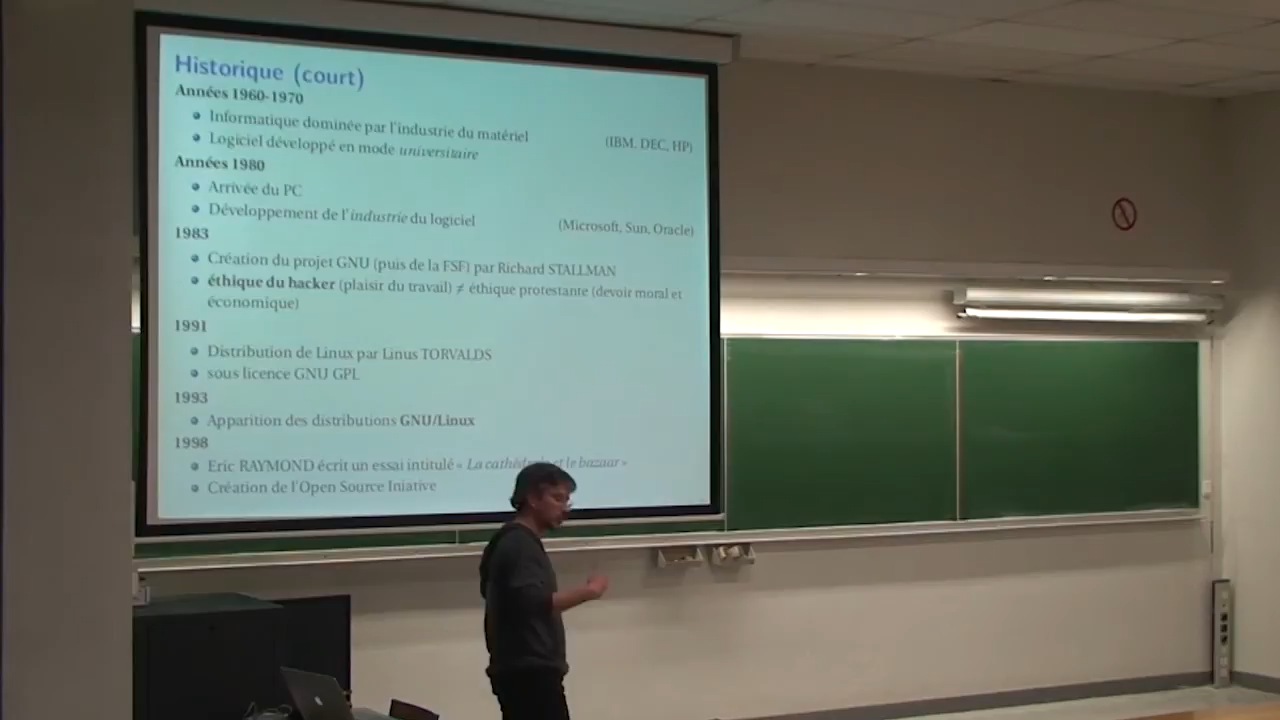 Historique (court)
Années 1960-1970
Informatique dominée par l'industrie du matériel (IBM, DEC, HP)
Logiciel développé en mode universitaire
Années 1980
Arrivée du PC
Développement de l'industrie du logiciel (Microsoft, Sun, Oracle)
1983
Création du projet GNU (puis de la FSF) par Richard STALLMAN
éthique du hacker (plaisir du travail) ≠ éthique protestante (devoir moral et
économique)
1991
Distribution de Linux par Linus TORVALDS
sous licence GNU GPL
1993
Apparition des distributions GNU/Linux
1998
Eric RAYMOND écrit un essai intitulé « La cathédrale et le bazaar »
Création de l'Open Source Iniative